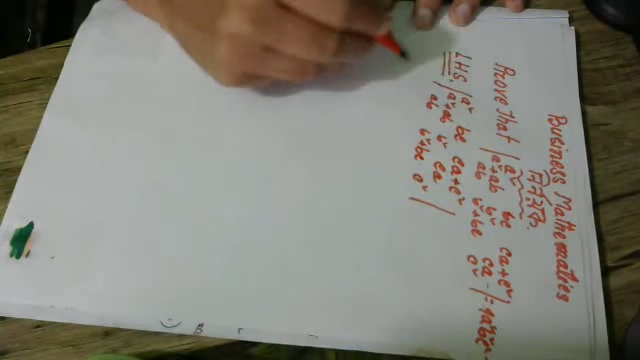 Business Mathematics
নির্ণায়ক.
Prove that | a² bc ca+c² |
| a²+ab b² ca | = 4a²b²c²
| ab b²+bc c² |
L.H.S. | a² bc ca+c² |
| a²+ab b² ca |
| ab b²+bc c² |